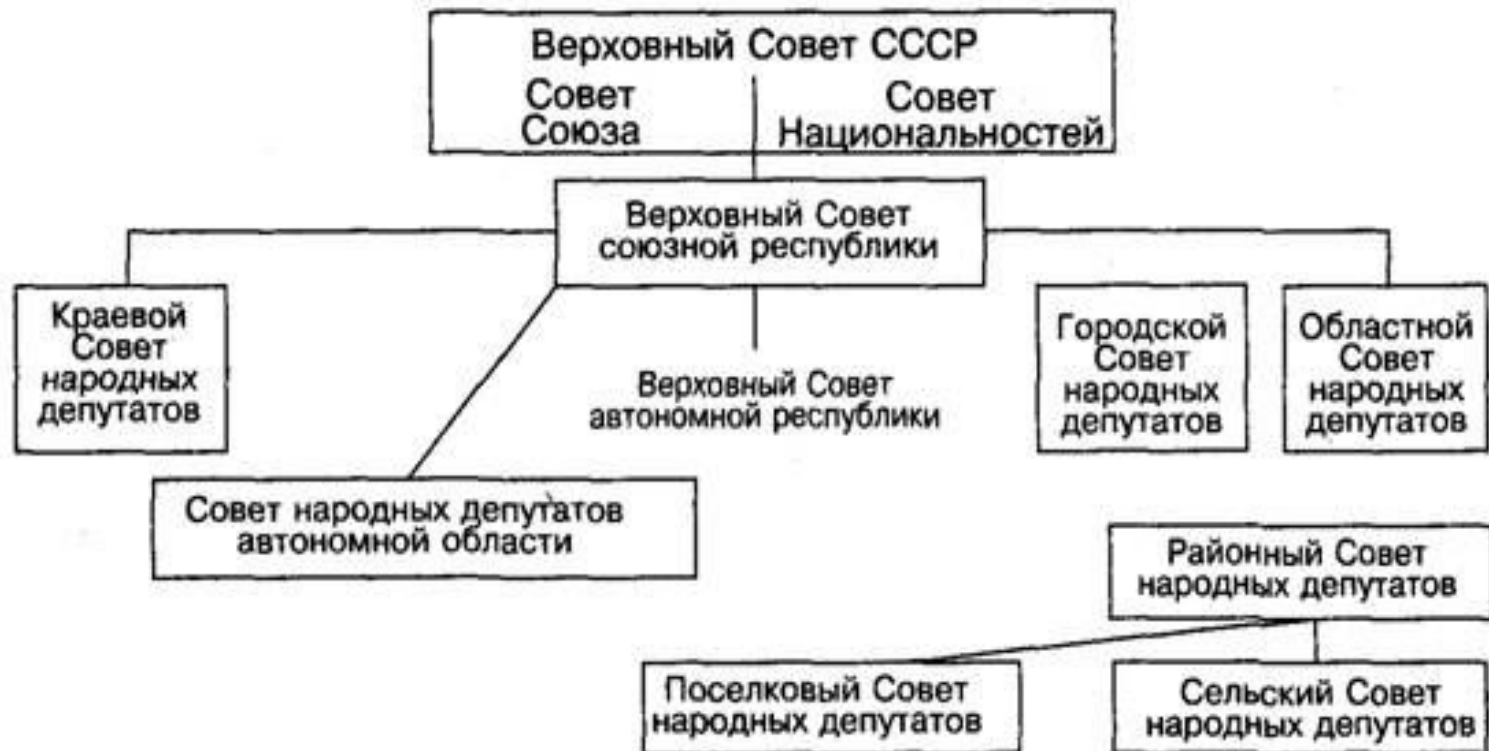 Верховный Совет СССР
Совет
Союза
Совет
Национальностей
Верховный Совет
союзной республики
Краевой
Совет
народных
депутатов
Верховный Совет
автономной республики
Городской
Совет
народных
депутатов
Областной
Совет
народных
депутатов
Совет народных депутатов
автономной области
Районный Совет
народных депутатов
Поселковый Совет
народных депутатов
Сельский Совет
народных депутатов